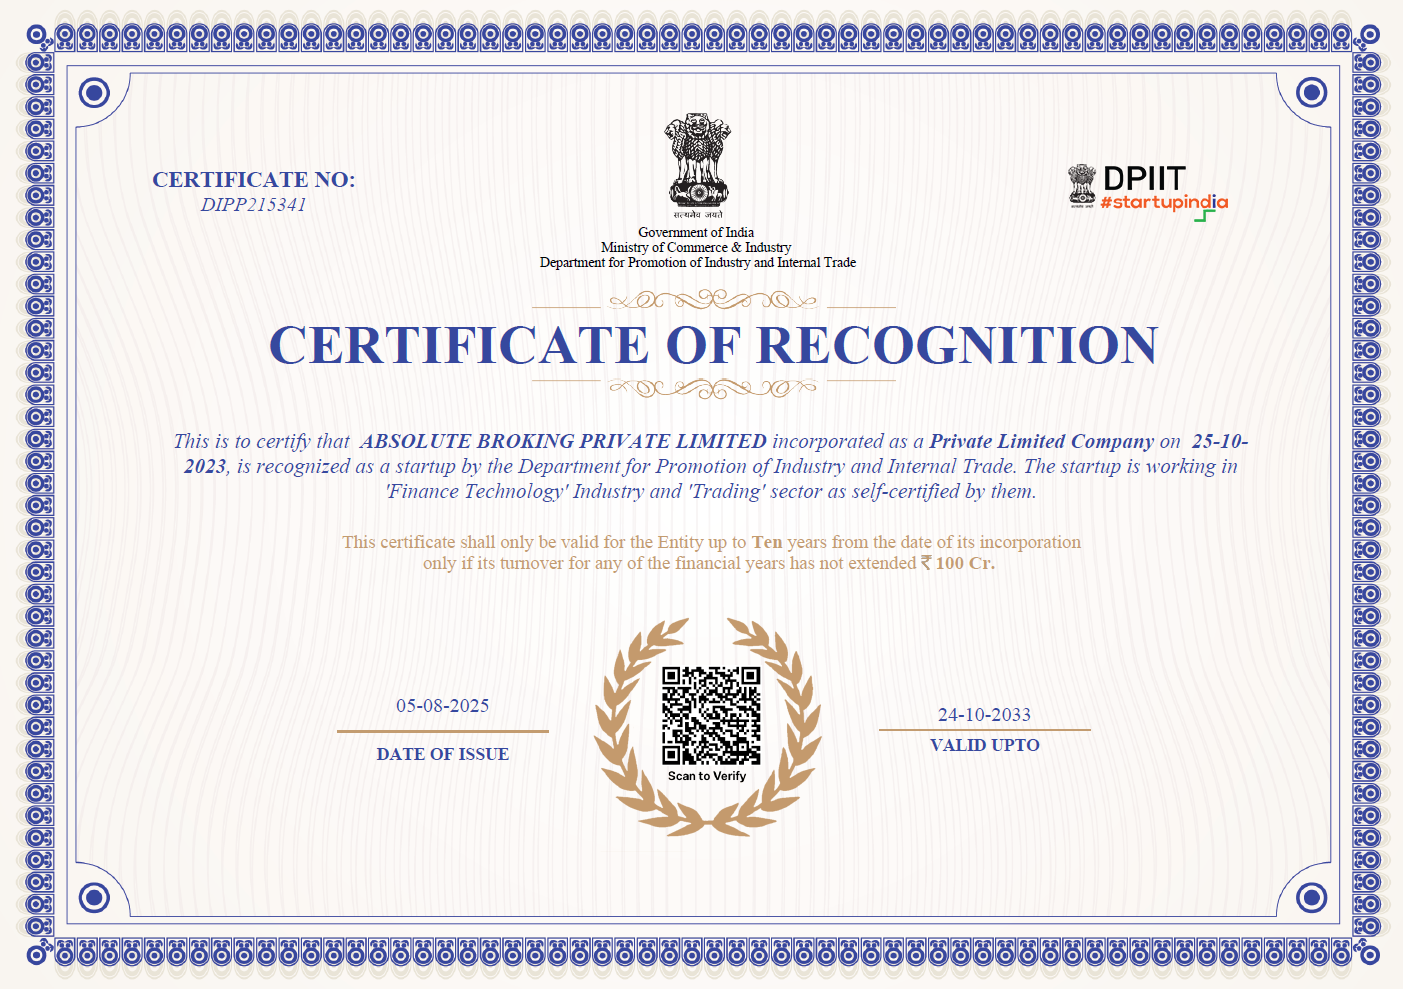 CERTIFICATE NO:
DIPP215341
सत्यमेव जयते
Government of India
Ministry of Commerce & Industry
Department for Promotion of Industry and Internal Trade
DPIIT
#startupindia
CERTIFICATE OF RECOGNITION
This is to certify that ABSOLUTE BROKING PRIVATE LIMITED incorporated as a Private Limited Company on 25-10-
2023, is recognized as a startup by the Department for Promotion of Industry and Internal Trade. The startup is working in
'Finance Technology' Industry and 'Trading' sector as self-certified by them.
This certificate shall only be valid for the Entity up to Ten years from the date of its incorporation
only if its turnover for any of the financial years has not extended ₹ 100 Cr.
05-08-2025
DATE OF ISSUE
Scan to Verify
24-10-2033
VALID UPTO